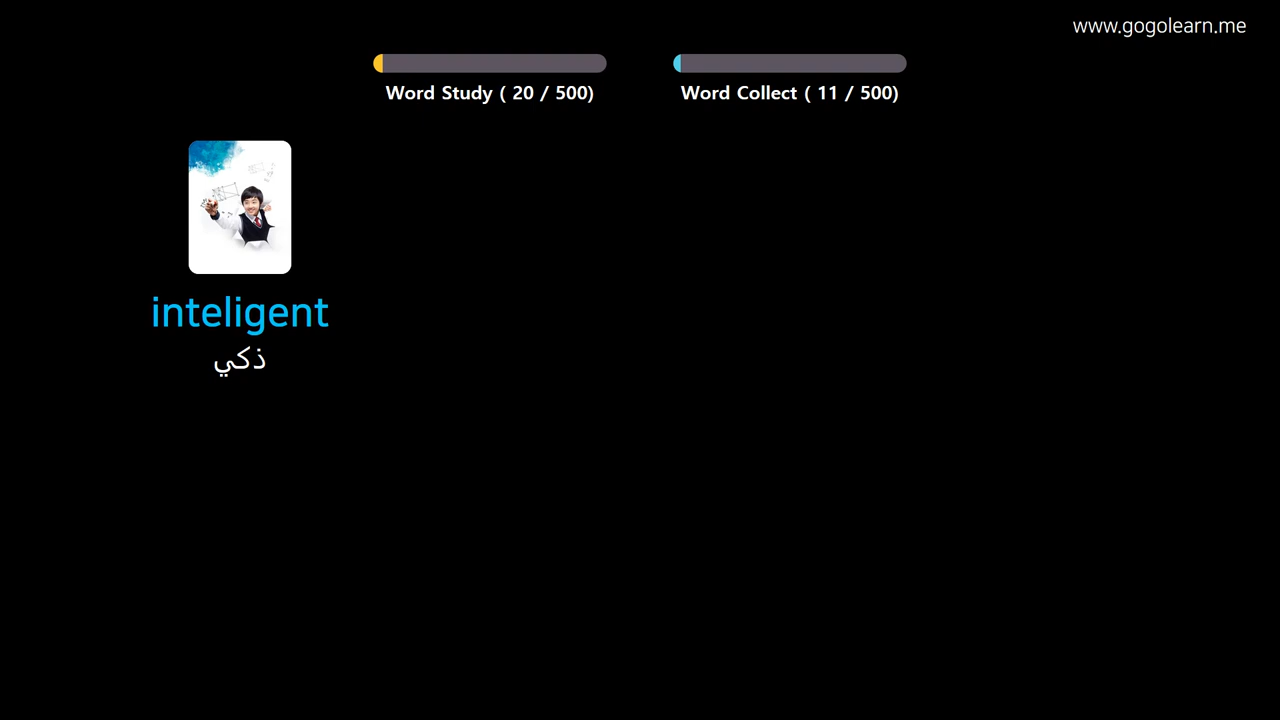 www.gogolearn.me
Word Study ( 20 / 500)
Word Collect ( 11 / 500)
inteligent
ذكي